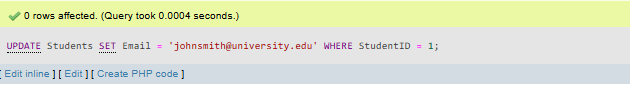 0 rows affected. (Query took 0.0004 seconds.)
UPDATE Students SET Email = 'johnsmith@university.edu' WHERE StudentID = 1;
[ Edit inline ] [ Edit ] [ Create PHP code ]